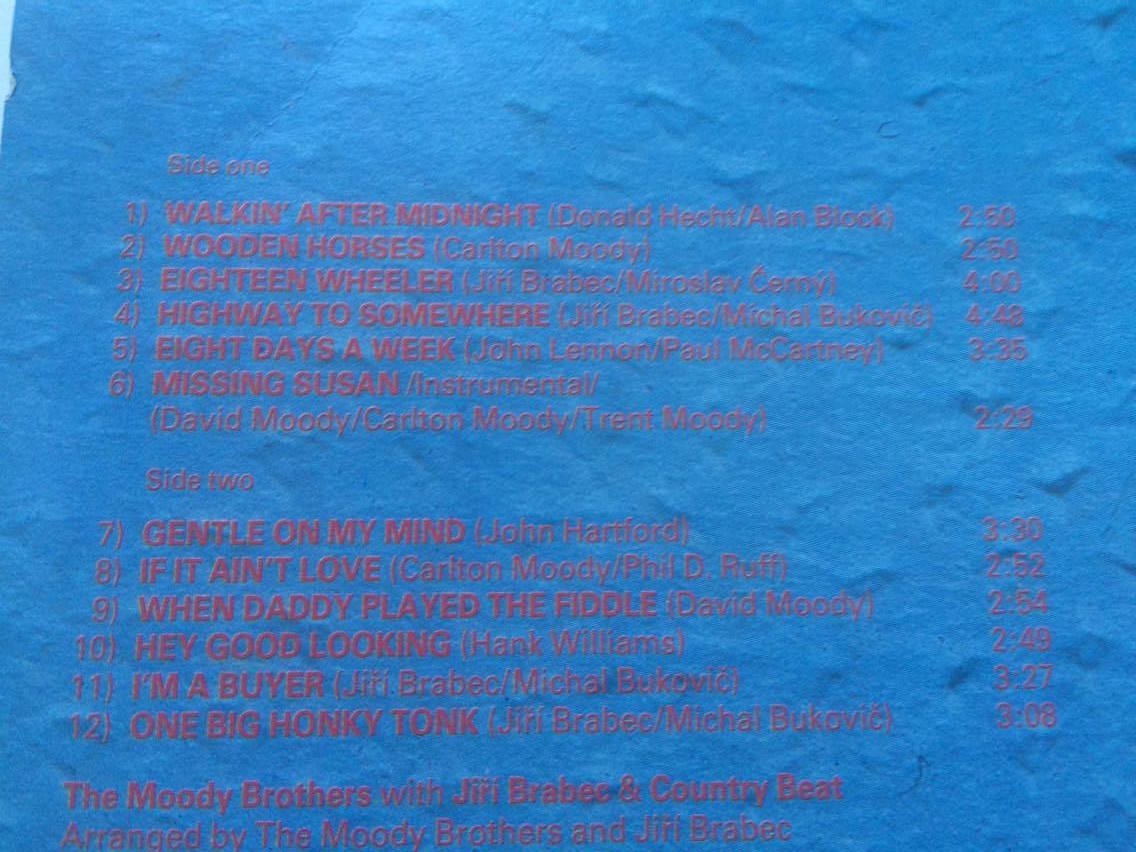 Side one
1) WALKIN' AFTER MIDNIGHT (Donald Hecht/Alan Block) 2:50
2) WOODEN HORSES (Carlton Moody) 2:50
3) EIGHTEEN WHEELER (Jiří Brabec/Miroslav Černý) 4:00
4) HIGHWAY TO SOMEWHERE (Jiří Brabec/Michal Bukovič) 4:48
5) EIGHT DAYS A WEEK (John Lennon/Paul McCartney) 3:35
6) MISSING SUSAN /Instrumental/
(David Moody/Carlton Moody/Trent Moody) 2:29
Side two
7) GENTLE ON MY MIND (John Hartford) 3:30
8) IF IT AIN'T LOVE (Carlton Moody/Phil D. Ruff) 2:52
9) WHEN DADDY PLAYED THE FIDDLE (David Moody) 2:54
10) HEY GOOD LOOKING (Hank Williams) 2:49
11) I'M A BUYER (Jiří Brabec/Michal Bukovič) 3:27
12) ONE BIG HONKY TONK (Jiří Brabec/Michal Bukovič) 3:08
The Moody Brothers with Jiří Brabec & Country Beat
Arranged by The Moody Brothers and Jiří Brabec